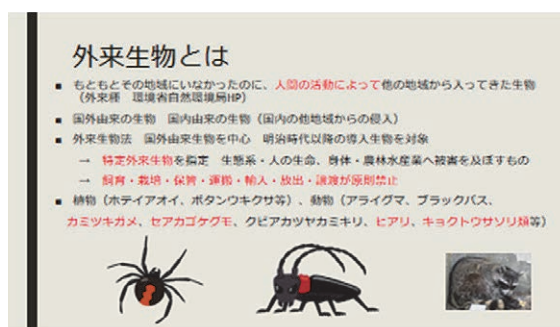 外来生物とは
■ もともとその地域にいなかったのに、人間の活動によって他の地域から入ってきた生物
（外来種　環境省自然環境局HP）
■ 国外由来の生物　国内由来の生物（国内の他地域からの侵入）
■ 外来生物法　国外由来生物を中心　明治時代以降の導入生物を対象
→　特定外来生物を指定　生態系・人の生命、身体・農林水産業へ被害を及ぼすもの
→　飼育・栽培・保管・運搬・輸入・放出・譲渡が原則禁止
■ 植物（ホテイアオイ、ボタンウキクサ等）、動物（アライグマ、ブラックバス、
カミツキガメ、セアカゴケグモ、クビアカツヤカミキリ、ヒアリ、キョクトウサソリ類等）